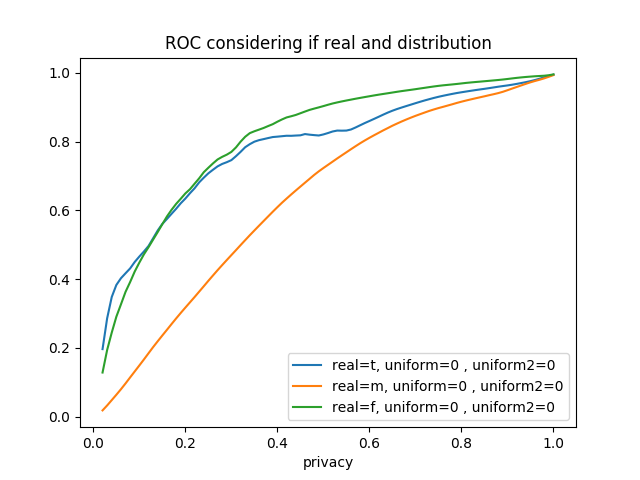 ROC considering if real and distribution
1.0
0.8
0.6
0.4
0.2
0.0
real=t, uniform=0 , uniform2=0
real=m, uniform=0 , uniform2=0
real=f, uniform=0 , uniform2=0
0.0 0.2 0.4 0.6 0.8 1.0
privacy